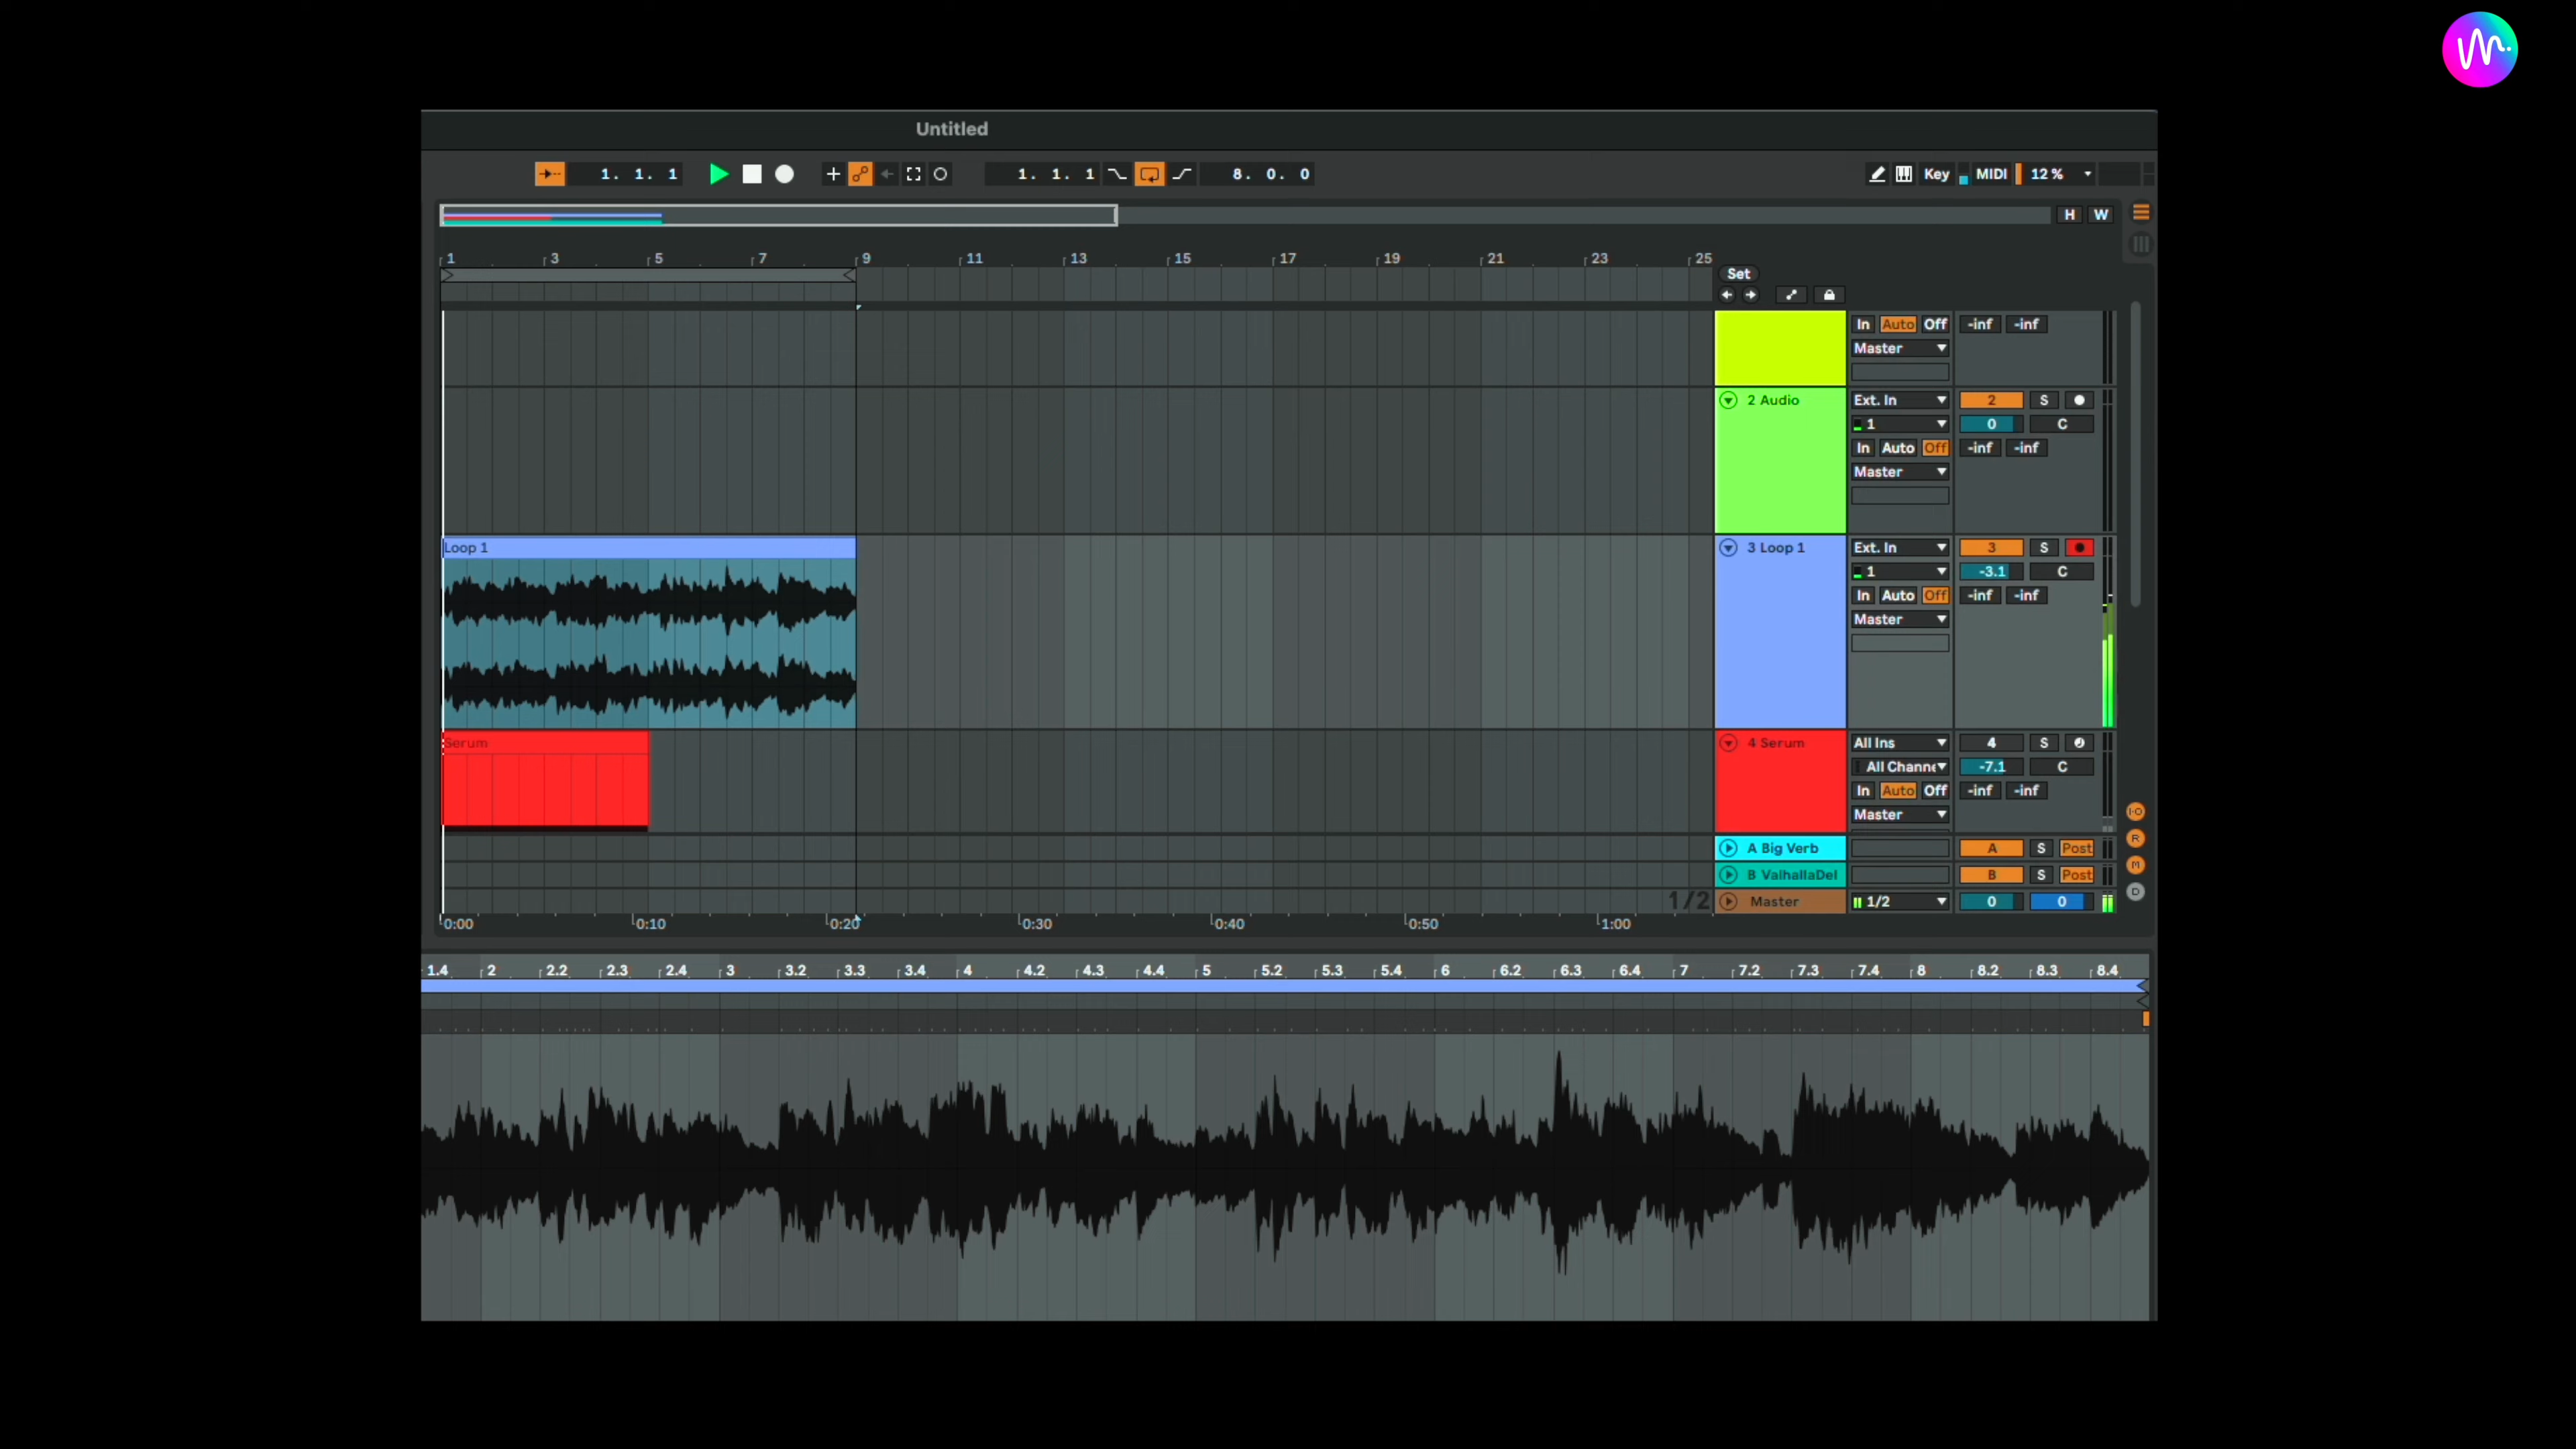 Untitled
1. 1. 1
1. 1. 1
8. 0. 0
Key
MIDI
12 %
H W
1 3 5 7 9 11 13 15 17 19 21 23 25
Set
In Auto Off -inf -inf
Master
2 Audio Ext. In 2 S
1 0 C
In Auto Off -inf -inf
Master
Loop 1
3 Loop 1 Ext. In 3 S
1 -3.1 C
In Auto Off -inf -inf
Master
Serum
4 Serum All Ins 4 S
All Channe -7.1 C
In Auto Off -inf -inf
Master
I·O
R
M
D
A Big Verb A S Post
B ValhallaDel B S Post
1/2 Master 1/2 0 0
0:00 0:10 0:20 0:30 0:40 0:50 1:00
1.4 2 2.2 2.3 2.4 3 3.2 3.3 3.4 4 4.2 4.3 4.4 5 5.2 5.3 5.4 6 6.2 6.3 6.4 7 7.2 7.3 7.4 8 8.2 8.3 8.4